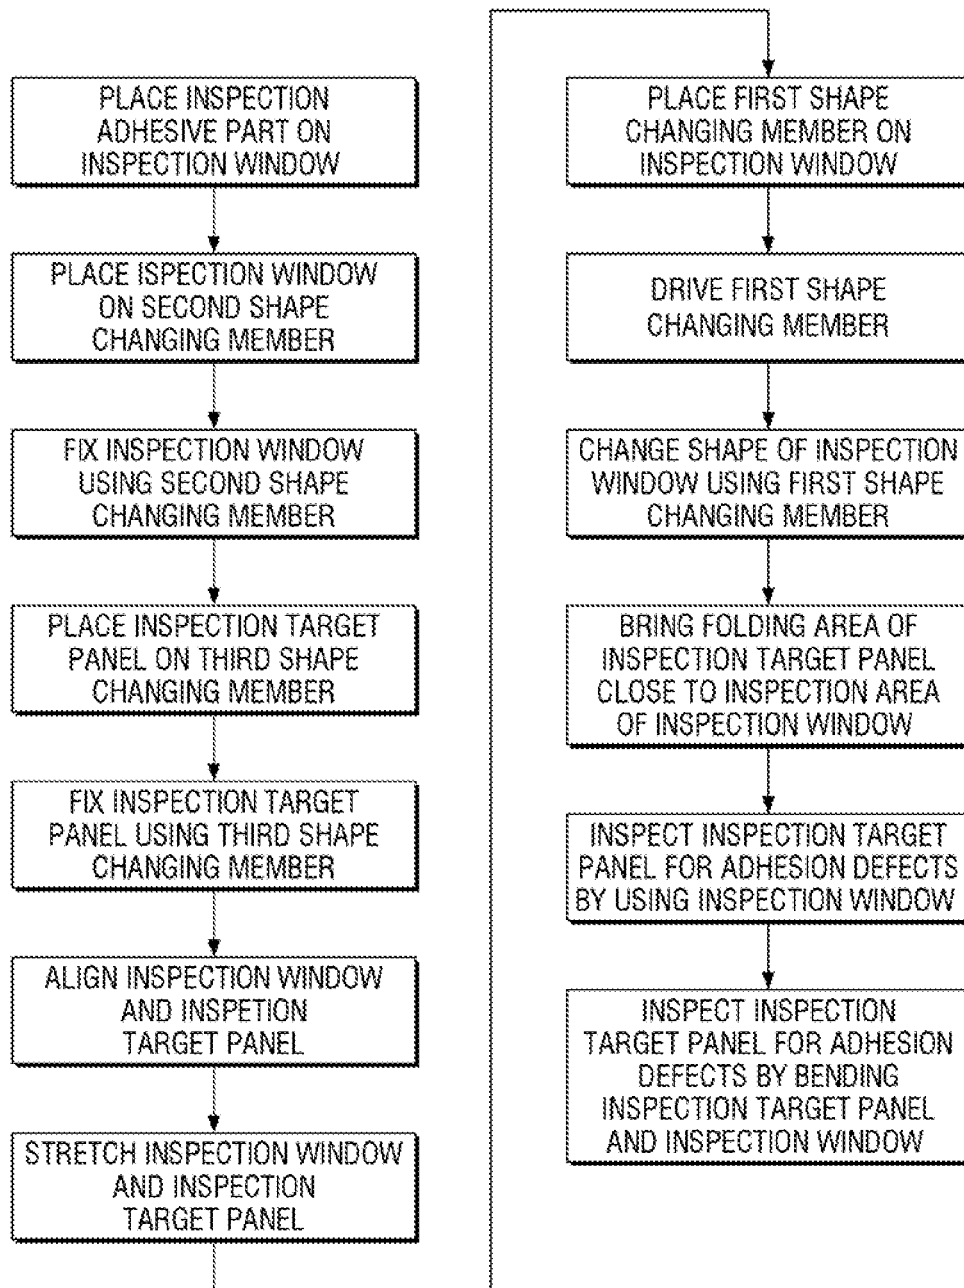 PLACE INSPECTION
ADHESIVE PART ON
INSPECTION WINDOW
PLACE ISPECTION WINDOW
ON SECOND SHAPE
CHANGING MEMBER
FIX INSPECTION WINDOW
USING SECOND SHAPE
CHANGING MEMBER
PLACE INSPECTION TARGET
PANEL ON THIRD SHAPE
CHANGING MEMBER
FIX INSPECTION TARGET
PANEL USING THIRD SHAPE
CHANGING MEMBER
ALIGN INSPECTION WINDOW
AND INSPETION
TARGET PANEL
STRETCH INSPECTION WINDOW
AND INSPECTION
TARGET PANEL
PLACE FIRST SHAPE
CHANGING MEMBER ON
INSPECTION WINDOW
DRIVE FIRST SHAPE
CHANGING MEMBER
CHANGE SHAPE OF INSPECTION
WINDOW USING FIRST SHAPE
CHANGING MEMBER
BRING FOLDING AREA OF
INSPECTION TARGET PANEL
CLOSE TO INSPECTION AREA
OF INSPECTION WINDOW
INSPECT INSPECTION TARGET
PANEL FOR ADHESION DEFECTS
BY USING INSPECTION WINDOW
INSPECT INSPECTION
TARGET PANEL FOR ADHESION
DEFECTS BY BENDING
INSPECTION TARGET PANEL
AND INSPECTION WINDOW